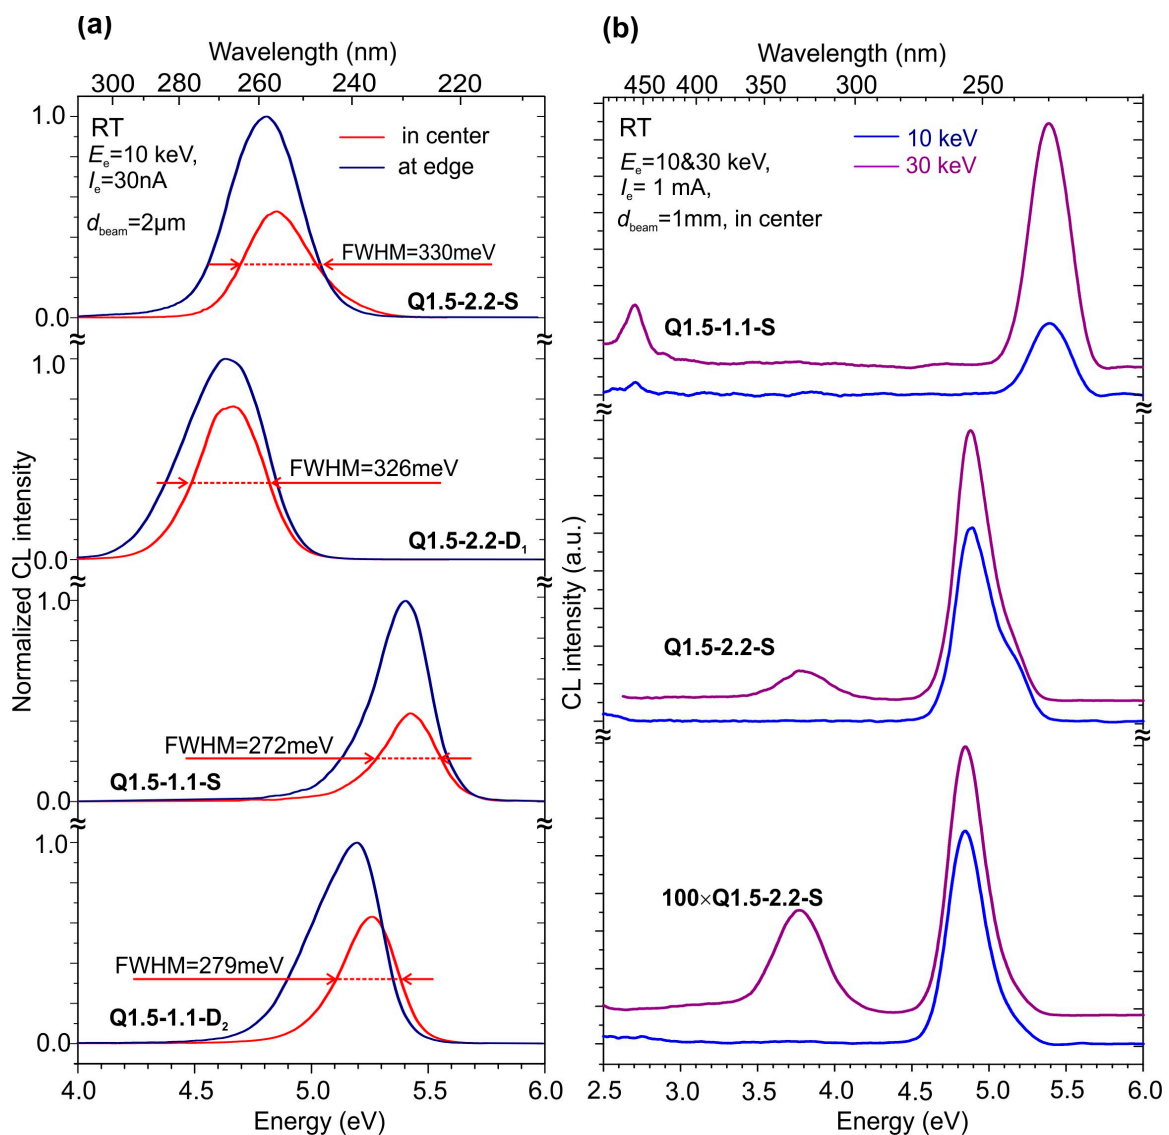 (a)
Wavelength (nm)
300 280 260 240 220
1.0
RT
Eₑ=10 keV,
Iₑ=30nA
d_beam=2µm
in center
at edge
FWHM=330meV
Q1.5-2.2-S
0.0
1.0
FWHM=326meV
Q1.5-2.2-D₁
0.0
1.0
FWHM=272meV
Q1.5-1.1-S
0.0
1.0
FWHM=279meV
Q1.5-1.1-D₂
0.0
Normalized CL intensity
4.0 4.5 5.0 5.5 6.0
Energy (eV)
(b)
Wavelength (nm)
450 400 350 300 250
RT
Eₑ=10&30 keV,
Iₑ= 1 mA,
d_beam=1mm, in center
10 keV
30 keV
Q1.5-1.1-S
Q1.5-2.2-S
100×Q1.5-2.2-S
CL intensity (a.u.)
2.5 3.0 3.5 4.0 4.5 5.0 5.5 6.0
Energy (eV)